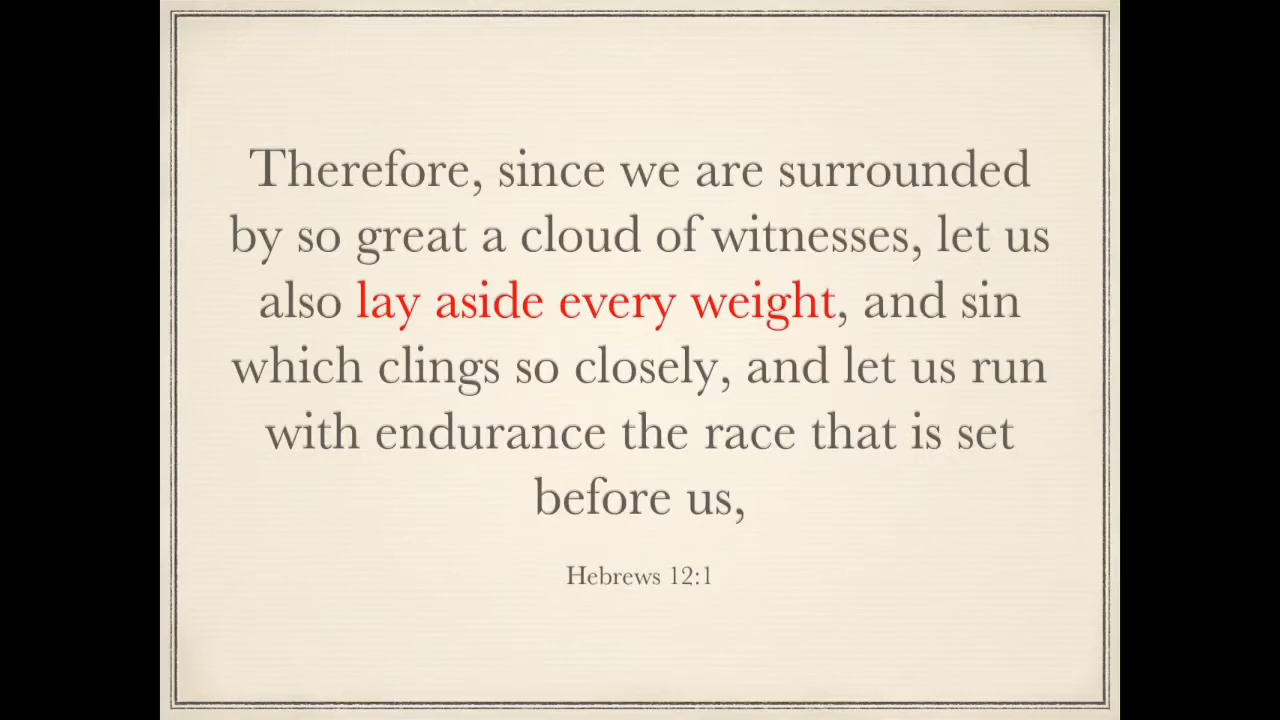 Therefore, since we are surrounded
by so great a cloud of witnesses, let us
also lay aside every weight, and sin
which clings so closely, and let us run
with endurance the race that is set
before us,
Hebrews 12:1